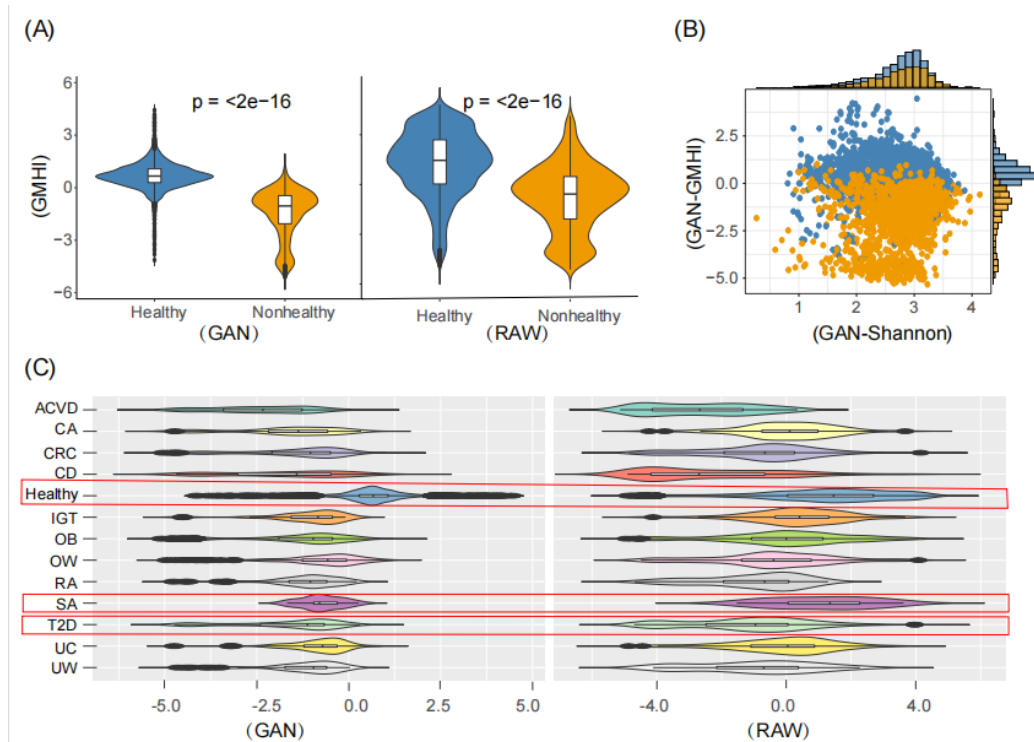 (A)
(B)
6
3
0
−3
−6
(GMHI)
p = <2e−16
p = <2e−16
Healthy
Nonhealthy
Healthy
Nonhealthy
(GAN)
(RAW)
2.5
0.0
−2.5
−5.0
(GAN-GMHI)
1 2 3 4
(GAN-Shannon)
(C)
ACVD
CA
CRC
CD
Healthy
IGT
OB
OW
RA
SA
T2D
UC
UW
-5.0 -2.5 0.0 2.5 5.0
(GAN)
-4.0 0.0 4.0
(RAW)